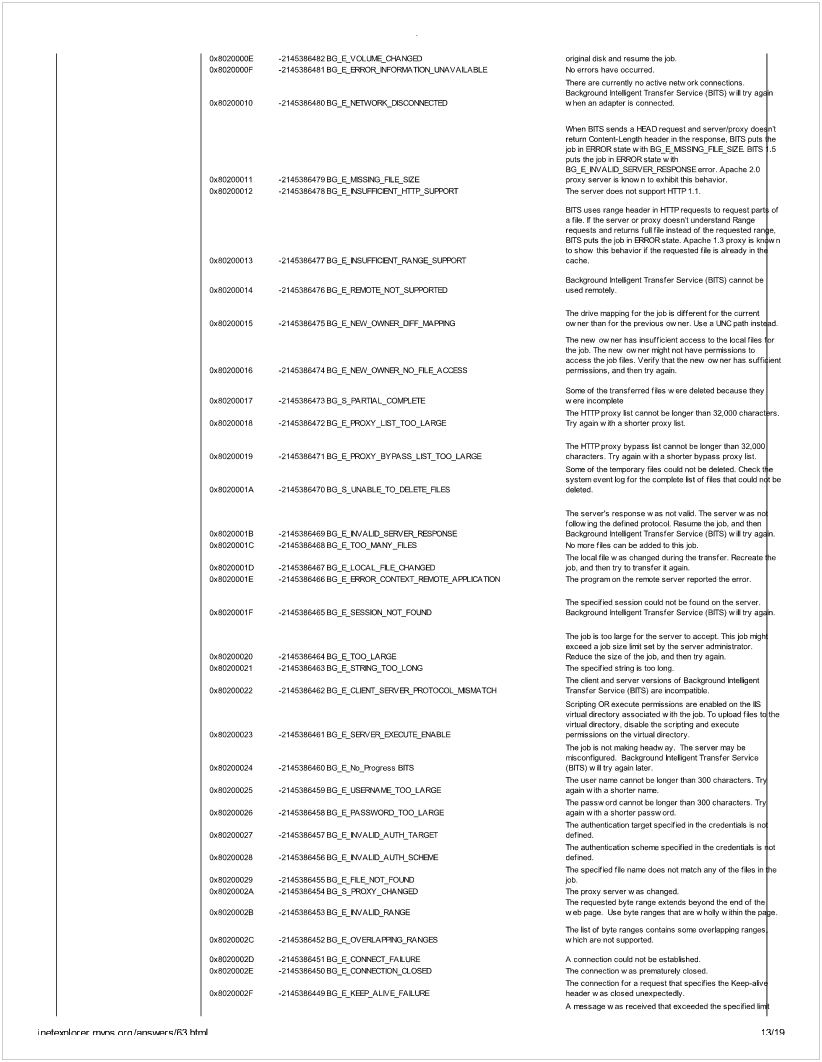 0x8020000E -2145386482 BG_E_VOLUME_CHANGED original disk and resume the job.
0x8020000F -2145386481 BG_E_ERROR_INFORMATION_UNAVAILABLE No errors have occurred.
There are currently no active network connections.
Background Intelligent Transfer Service (BITS) will try again
0x80200010 -2145386480 BG_E_NETWORK_DISCONNECTED when an adapter is connected.
When BITS sends a HEAD request and server/proxy doesn't
return Content-Length header in the response, BITS puts the
job in ERROR state with BG_E_MISSING_FILE_SIZE. BITS 1.5
puts the job in ERROR state with
BG_E_INVALID_SERVER_RESPONSE error. Apache 2.0
0x80200011 -2145386479 BG_E_MISSING_FILE_SIZE proxy server is known to exhibit this behavior.
0x80200012 -2145386478 BG_E_INSUFFICIENT_HTTP_SUPPORT The server does not support HTTP 1.1.
BITS uses range header in HTTP requests to request parts of
a file. If the server or proxy doesn't understand Range
requests and returns full file instead of the requested range,
BITS puts the job in ERROR state. Apache 1.3 proxy is known
to show this behavior if the requested file is already in the
0x80200013 -2145386477 BG_E_INSUFFICIENT_RANGE_SUPPORT cache.
Background Intelligent Transfer Service (BITS) cannot be
0x80200014 -2145386476 BG_E_REMOTE_NOT_SUPPORTED used remotely.
The drive mapping for the job is different for the current
0x80200015 -2145386475 BG_E_NEW_OWNER_DIFF_MAPPING owner than for the previous owner. Use a UNC path instead.
The new owner has insufficient access to the local files for
the job. The new owner might not have permissions to
access the job files. Verify that the new owner has sufficient
0x80200016 -2145386474 BG_E_NEW_OWNER_NO_FILE_ACCESS permissions, and then try again.
Some of the transferred files were deleted because they
0x80200017 -2145386473 BG_S_PARTIAL_COMPLETE were incomplete
The HTTP proxy list cannot be longer than 32,000 characters.
0x80200018 -2145386472 BG_E_PROXY_LIST_TOO_LARGE Try again with a shorter proxy list.
The HTTP proxy bypass list cannot be longer than 32,000
0x80200019 -2145386471 BG_E_PROXY_BYPASS_LIST_TOO_LARGE characters. Try again with a shorter bypass proxy list.
Some of the temporary files could not be deleted. Check the
system event log for the complete list of files that could not be
0x8020001A -2145386470 BG_S_UNABLE_TO_DELETE_FILES deleted.
The server's response was not valid. The server was not
following the defined protocol. Resume the job, and then
0x8020001B -2145386469 BG_E_INVALID_SERVER_RESPONSE Background Intelligent Transfer Service (BITS) will try again.
0x8020001C -2145386468 BG_E_TOO_MANY_FILES No more files can be added to this job.
The local file was changed during the transfer. Recreate the
0x8020001D -2145386467 BG_E_LOCAL_FILE_CHANGED job, and then try to transfer it again.
0x8020001E -2145386466 BG_E_ERROR_CONTEXT_REMOTE_APPLICATION The program on the remote server reported the error.
The specified session could not be found on the server.
0x8020001F -2145386465 BG_E_SESSION_NOT_FOUND Background Intelligent Transfer Service (BITS) will try again.
The job is too large for the server to accept. This job might
exceed a job size limit set by the server administrator.
0x80200020 -2145386464 BG_E_TOO_LARGE Reduce the size of the job, and then try again.
0x80200021 -2145386463 BG_E_STRING_TOO_LONG The specified string is too long.
The client and server versions of Background Intelligent
0x80200022 -2145386462 BG_E_CLIENT_SERVER_PROTOCOL_MISMATCH Transfer Service (BITS) are incompatible.
Scripting OR execute permissions are enabled on the IIS
virtual directory associated with the job. To upload files to the
virtual directory, disable the scripting and execute
0x80200023 -2145386461 BG_E_SERVER_EXECUTE_ENABLE permissions on the virtual directory.
The job is not making headway. The server may be
misconfigured. Background Intelligent Transfer Service
0x80200024 -2145386460 BG_E_No_Progress BITS (BITS) will try again later.
The user name cannot be longer than 300 characters. Try
0x80200025 -2145386459 BG_E_USERNAME_TOO_LARGE again with a shorter name.
The password cannot be longer than 300 characters. Try
0x80200026 -2145386458 BG_E_PASSWORD_TOO_LARGE again with a shorter password.
The authentication target specified in the credentials is not
0x80200027 -2145386457 BG_E_INVALID_AUTH_TARGET defined.
The authentication scheme specified in the credentials is not
0x80200028 -2145386456 BG_E_INVALID_AUTH_SCHEME defined.
The specified file name does not match any of the files in the
0x80200029 -2145386455 BG_E_FILE_NOT_FOUND job.
0x8020002A -2145386454 BG_S_PROXY_CHANGED The proxy server was changed.
The requested byte range extends beyond the end of the
0x8020002B -2145386453 BG_E_INVALID_RANGE web page. Use byte ranges that are wholly within the page.
The list of byte ranges contains some overlapping ranges,
0x8020002C -2145386452 BG_E_OVERLAPPING_RANGES which are not supported.
0x8020002D -2145386451 BG_E_CONNECT_FAILURE A connection could not be established.
0x8020002E -2145386450 BG_E_CONNECTION_CLOSED The connection was prematurely closed.
The connection for a request that specifies the Keep-alive
0x8020002F -2145386449 BG_E_KEEP_ALIVE_FAILURE header was closed unexpectedly.
A message was received that exceeded the specified limit
inetexplorer.mvps.org/answers/63.html 13/19